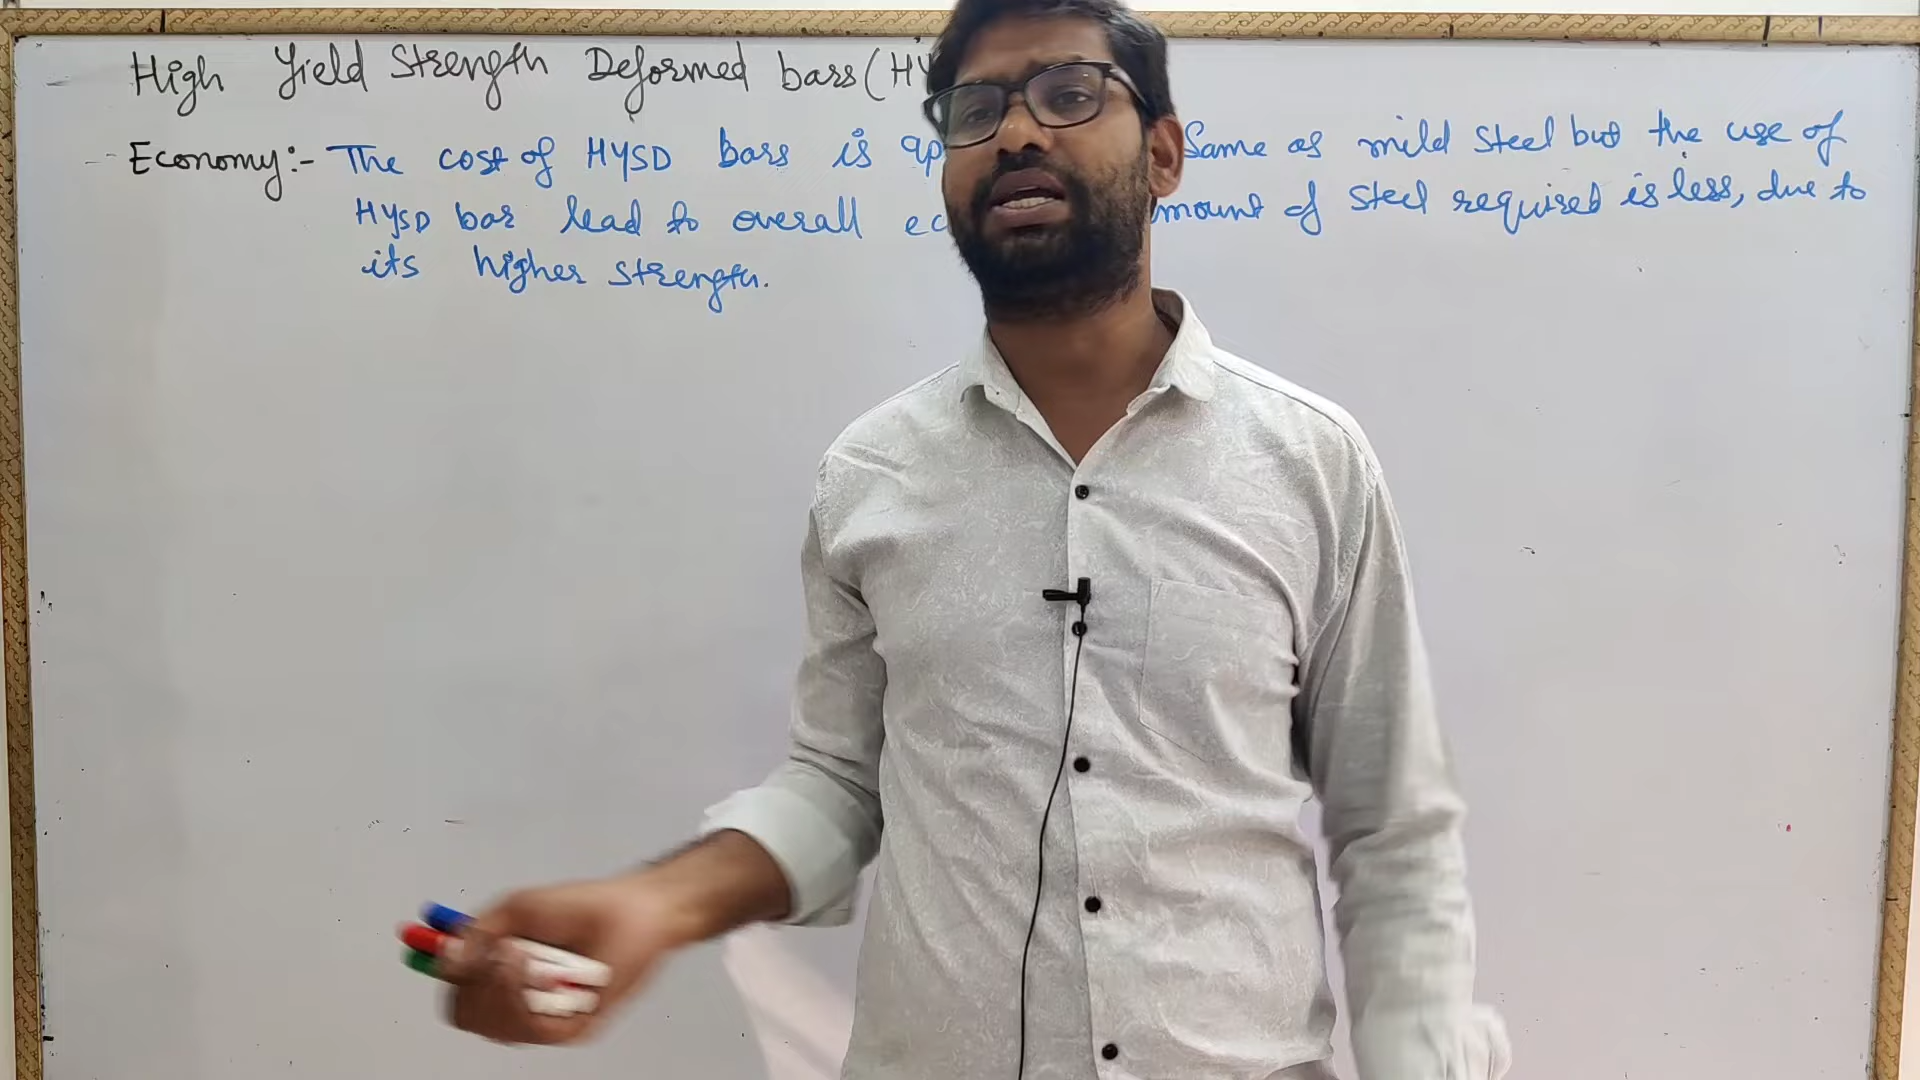 High Yield Strength Deformed bars (HY
Economy:- The cost of HYSD bars is ap Same as mild Steel but the use of
HYSD bar lead to overall ec mount of Steel required is less, due to
its higher strength.